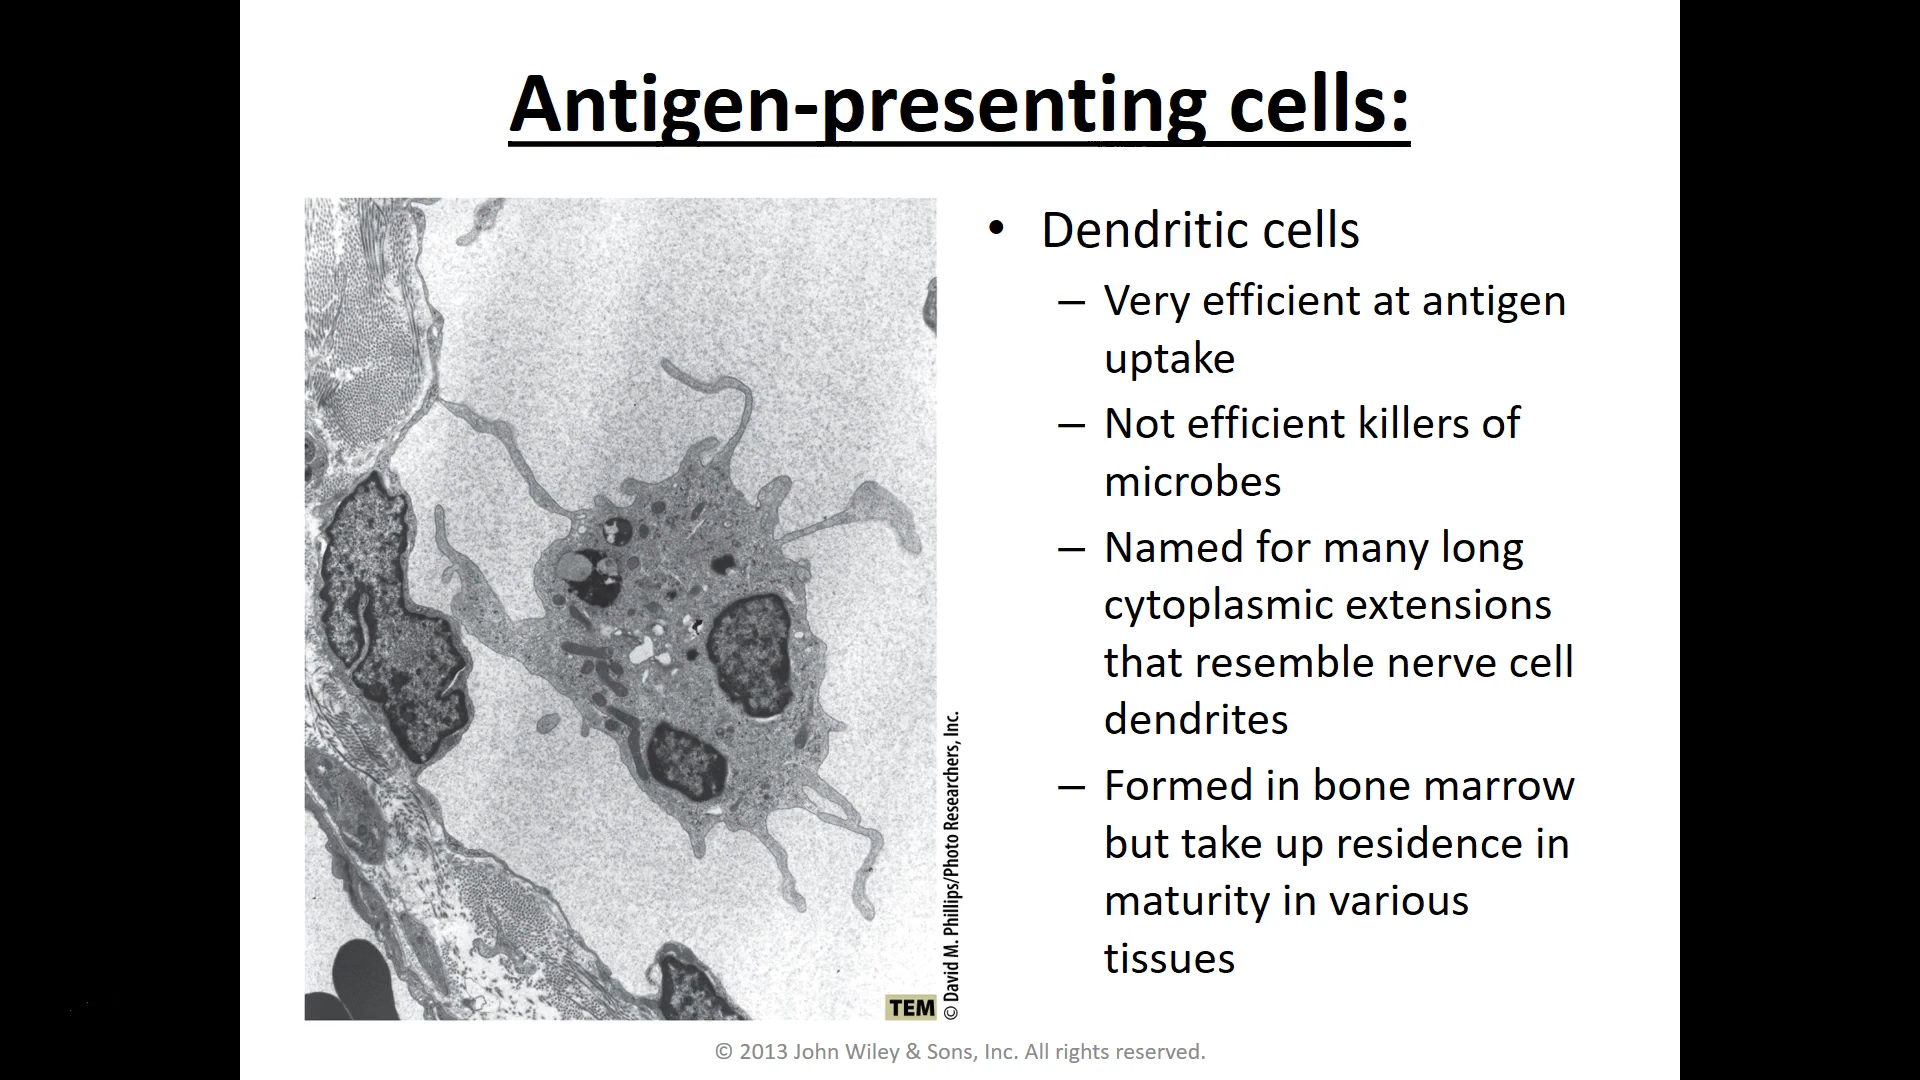 Antigen-presenting cells:
• Dendritic cells
– Very efficient at antigen
uptake
– Not efficient killers of
microbes
– Named for many long
cytoplasmic extensions
that resemble nerve cell
dendrites
– Formed in bone marrow
but take up residence in
maturity in various
tissues
TEM
© David M. Phillips/Photo Researchers, Inc.
© 2013 John Wiley & Sons, Inc. All rights reserved.